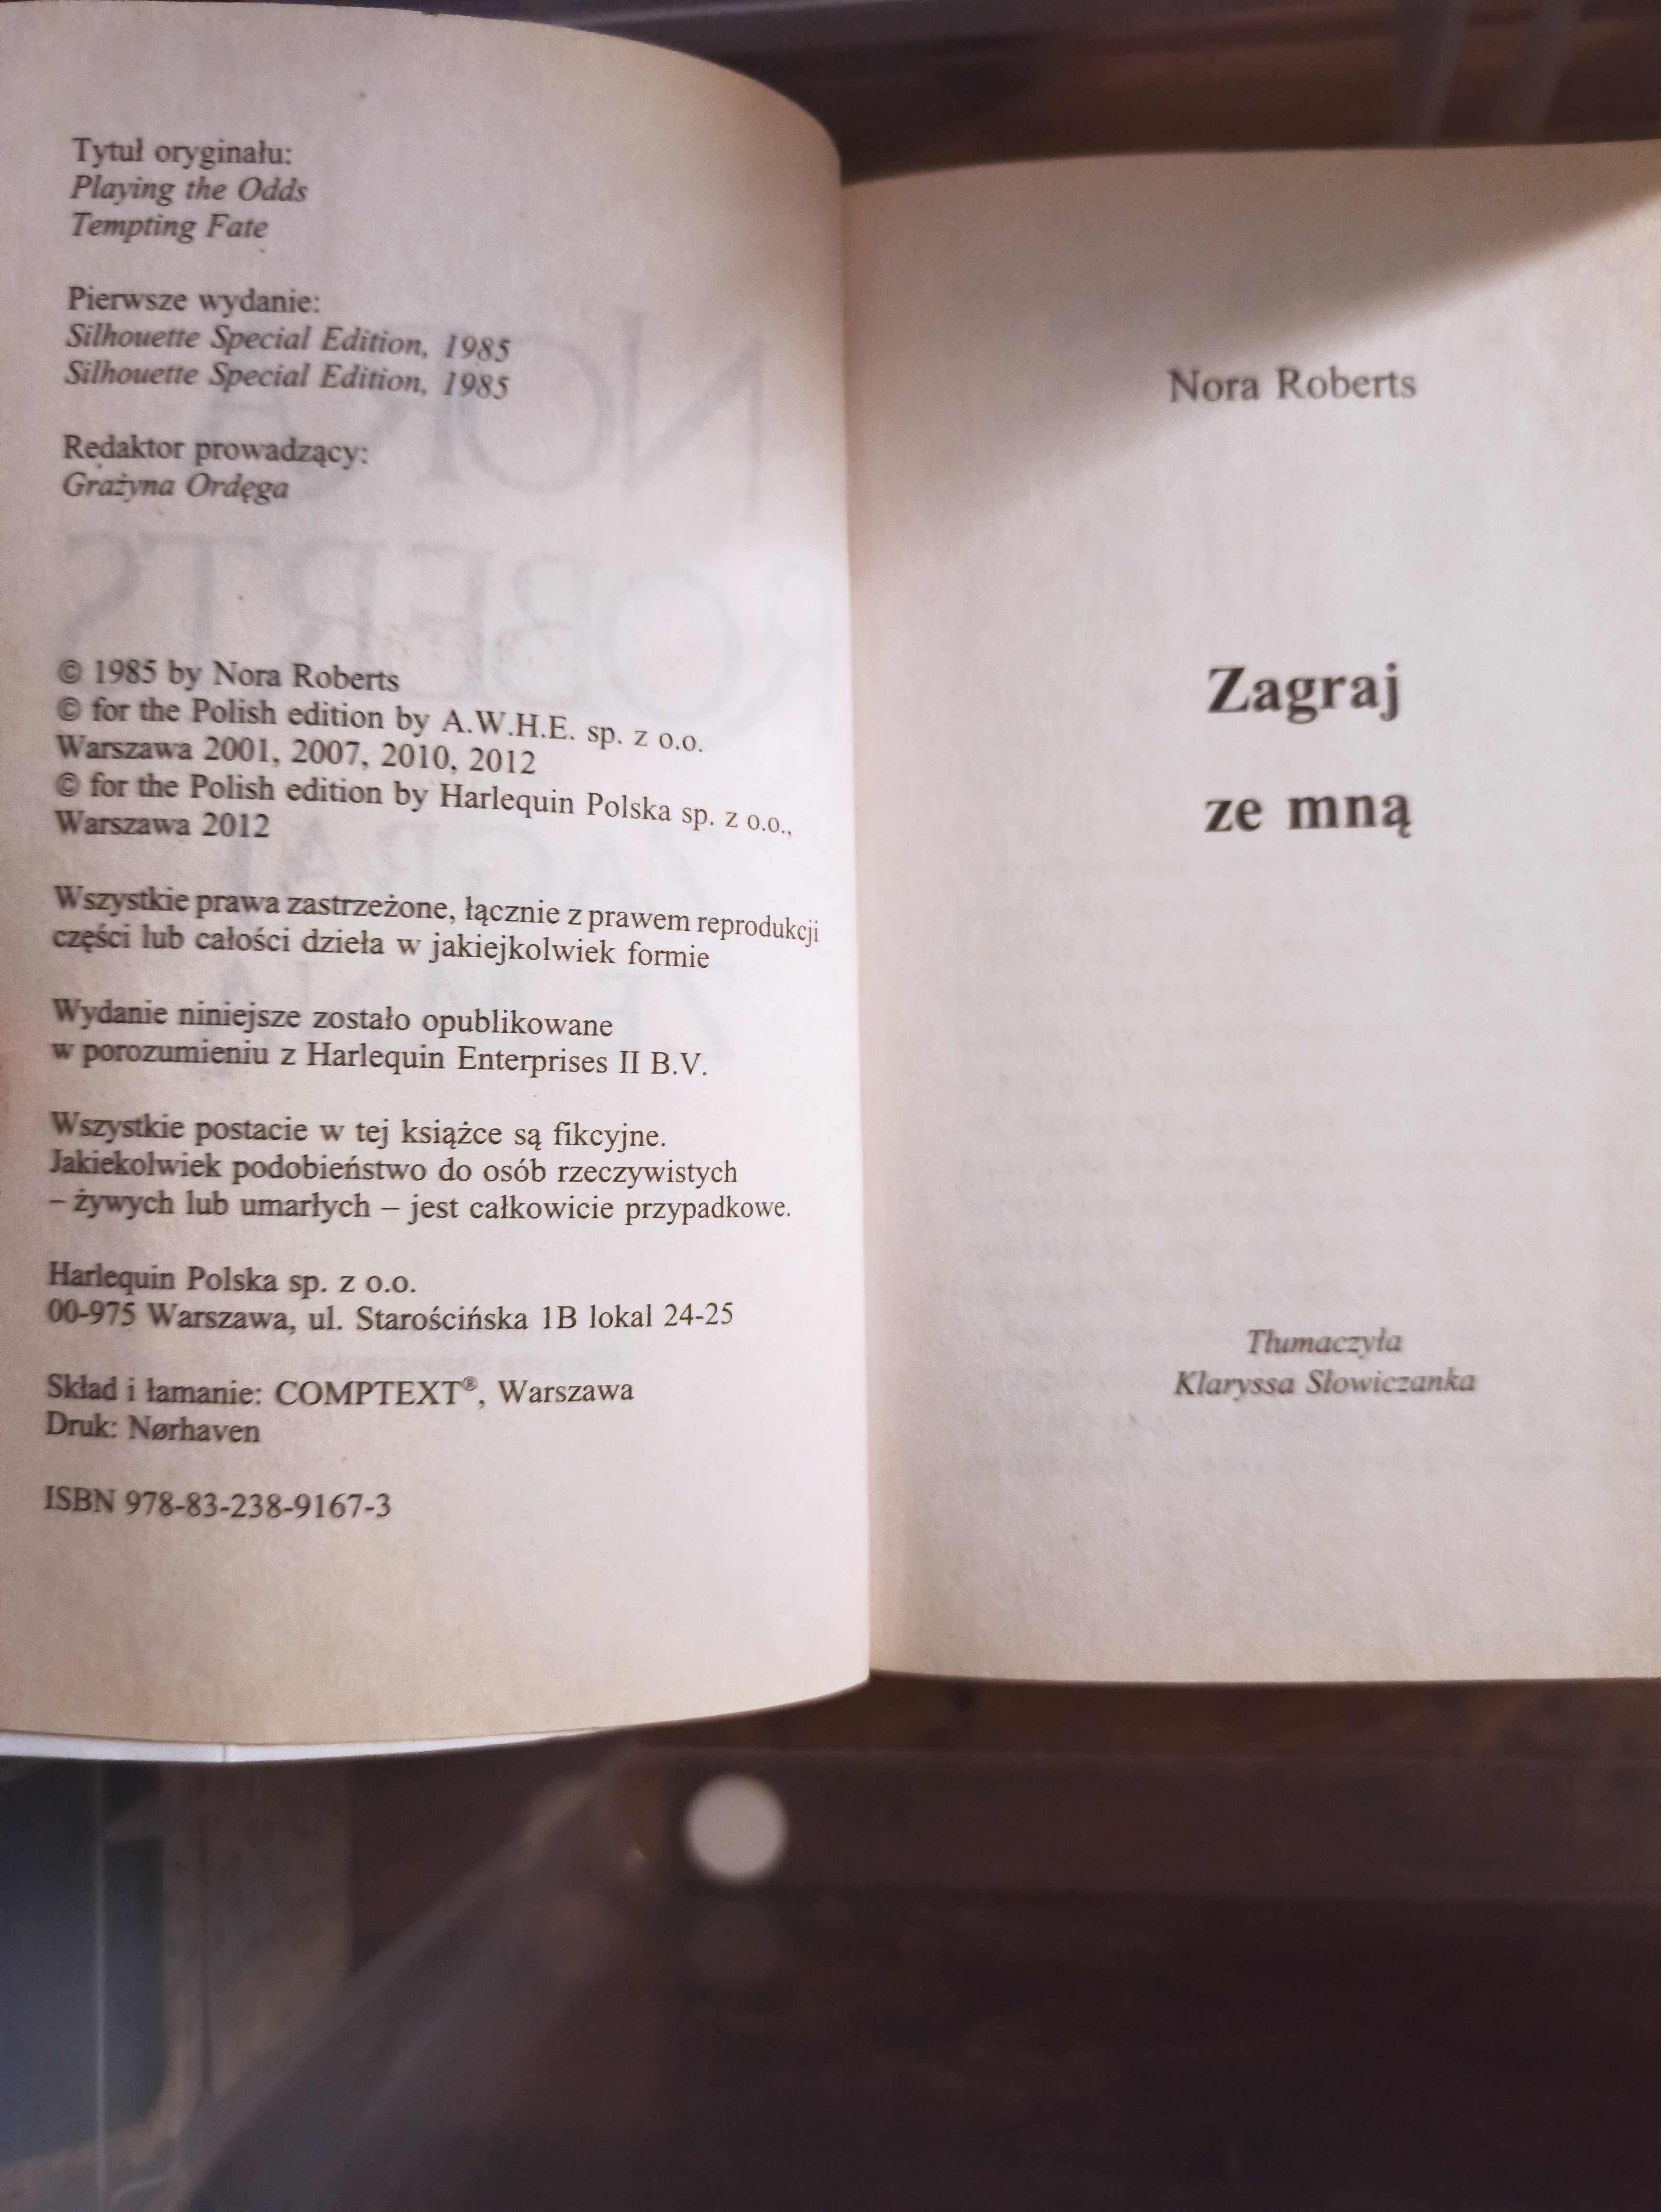 Tytuł oryginału:
Playing the Odds
Tempting Fate
Pierwsze wydanie:
Silhouette Special Edition, 1985
Silhouette Special Edition, 1985
Redaktor prowadzący:
Grażyna Ordęga
© 1985 by Nora Roberts
© for the Polish edition by A.W.H.E. sp. z o.o.
Warszawa 2001, 2007, 2010, 2012
© for the Polish edition by Harlequin Polska sp. z o.o.,
Warszawa 2012
Wszystkie prawa zastrzeżone, łącznie z prawem reprodukcji
części lub całości dzieła w jakiejkolwiek formie
Wydanie niniejsze zostało opublikowane
w porozumieniu z Harlequin Enterprises II B.V.
Wszystkie postacie w tej książce są fikcyjne.
Jakiekolwiek podobieństwo do osób rzeczywistych
– żywych lub umarłych – jest całkowicie przypadkowe.
Harlequin Polska sp. z o.o.
00-975 Warszawa, ul. Starościńska 1B lokal 24-25
Skład i łamanie: COMPTEXT®, Warszawa
Druk: Nørhaven
ISBN 978-83-238-9167-3
Nora Roberts
Zagraj
ze mną
Tłumaczyła
Klaryssa Słowiczanka